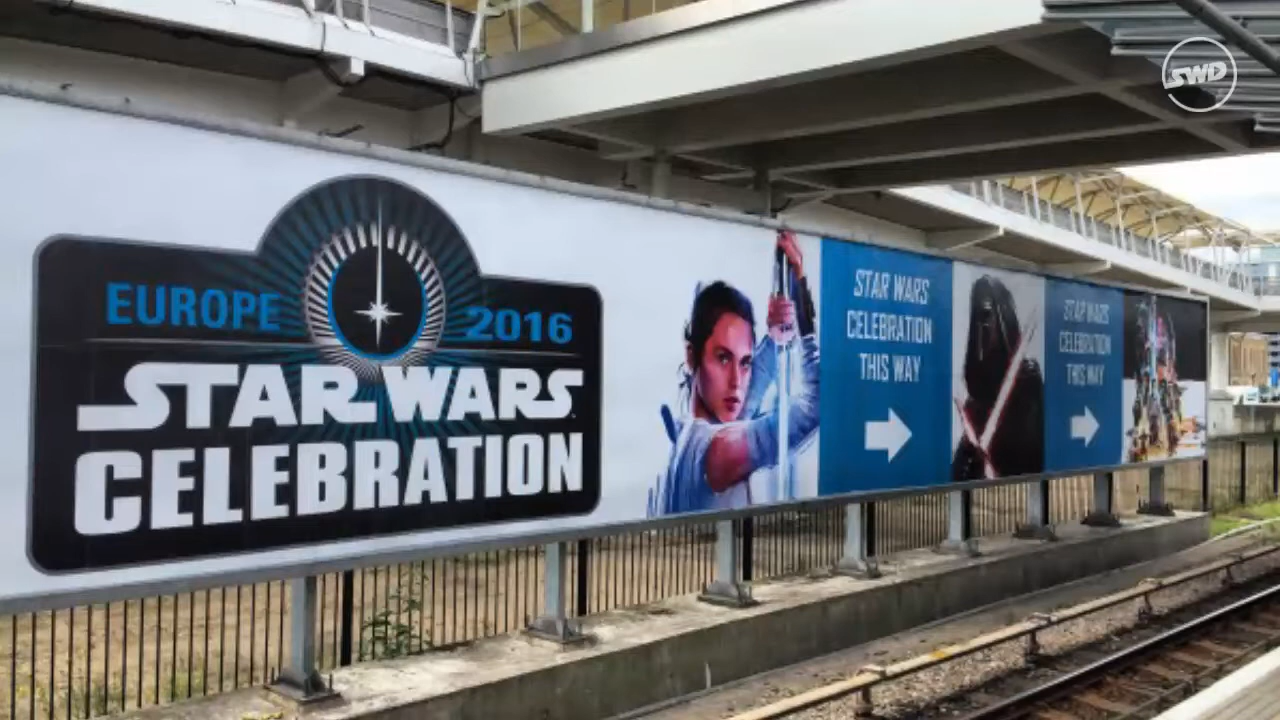 SWD
EUROPE 2016
STAR WARS
CELEBRATION
STAR WARS
CELEBRATION
THIS WAY
STAR WARS
CELEBRATION
THIS WAY